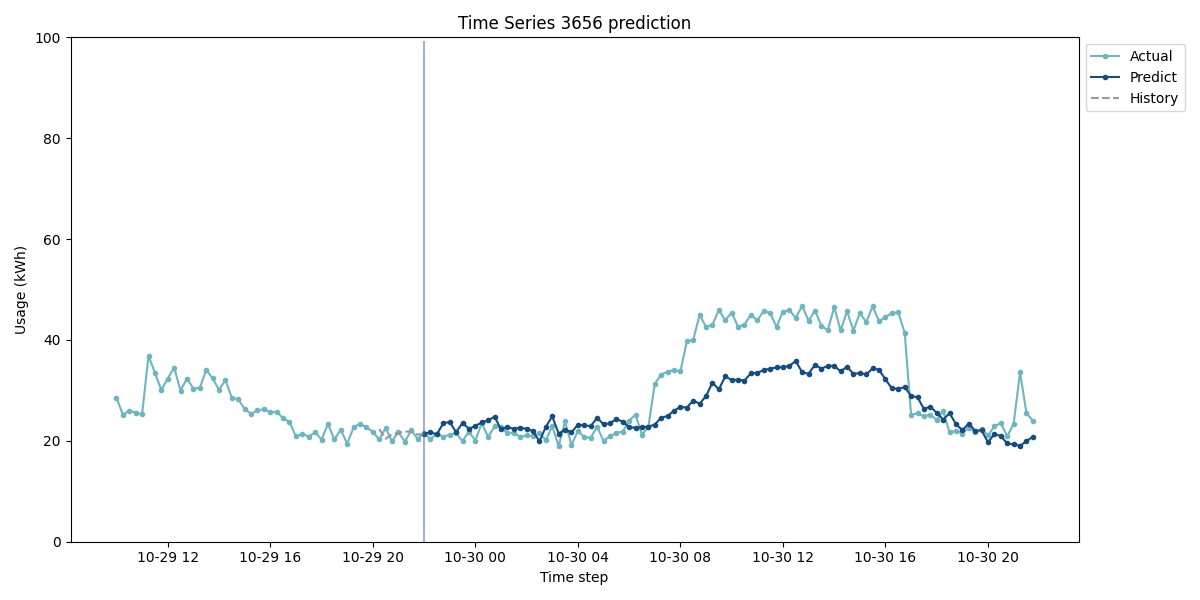 Time Series 3656 prediction
100
80
60
40
20
0
Usage (kWh)
10-29 12
10-29 16
10-29 20
10-30 00
10-30 04
10-30 08
10-30 12
10-30 16
10-30 20
Time step
Actual
Predict
History